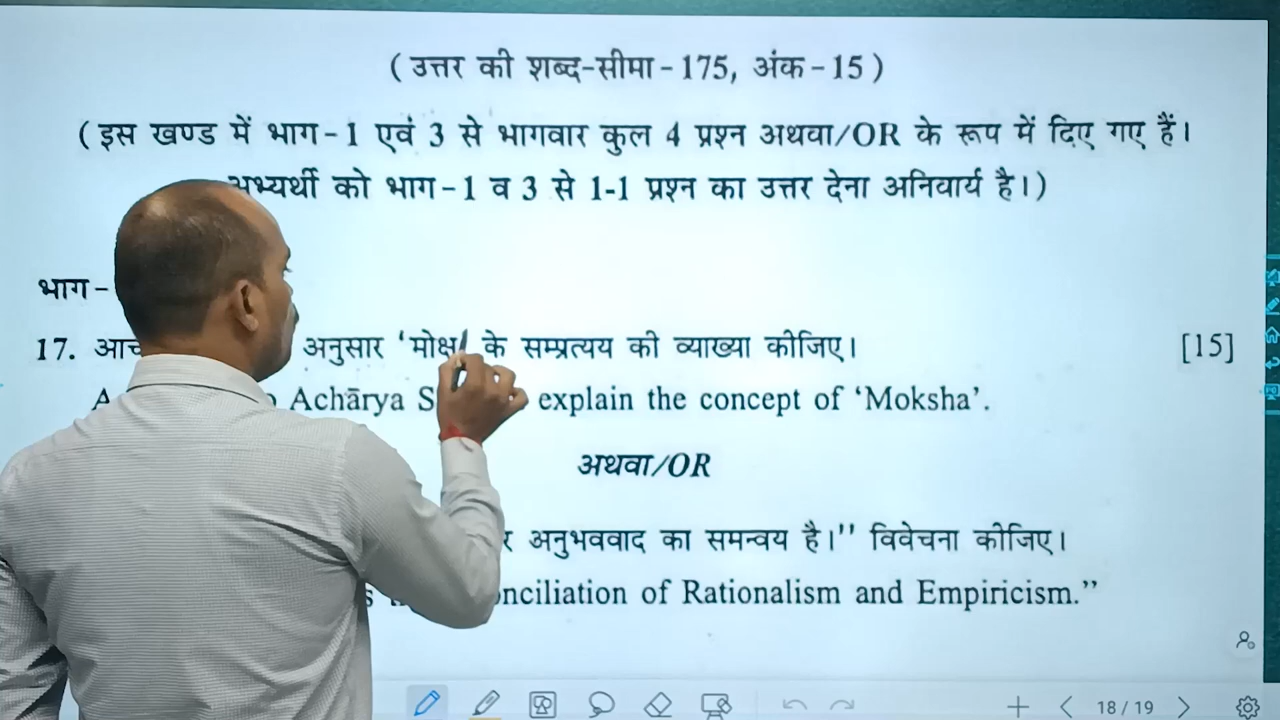 ( उत्तर की शब्द-सीमा - 175, अंक - 15 )
( इस खण्ड में भाग - 1 एवं 3 से भागवार कुल 4 प्रश्न अथवा/OR के रूप में दिए गए हैं।
अभ्यर्थी को भाग - 1 व 3 से 1-1 प्रश्न का उत्तर देना अनिवार्य है।)
भाग -
17. अनुसार 'मोक्ष' के सम्प्रत्यय की व्याख्या कीजिए। [15]
Achārya explain the concept of 'Moksha'.
अथवा/OR
अनुभववाद का समन्वय है।'' विवेचना कीजिए।
of Rationalism and Empiricism.”
18 / 19